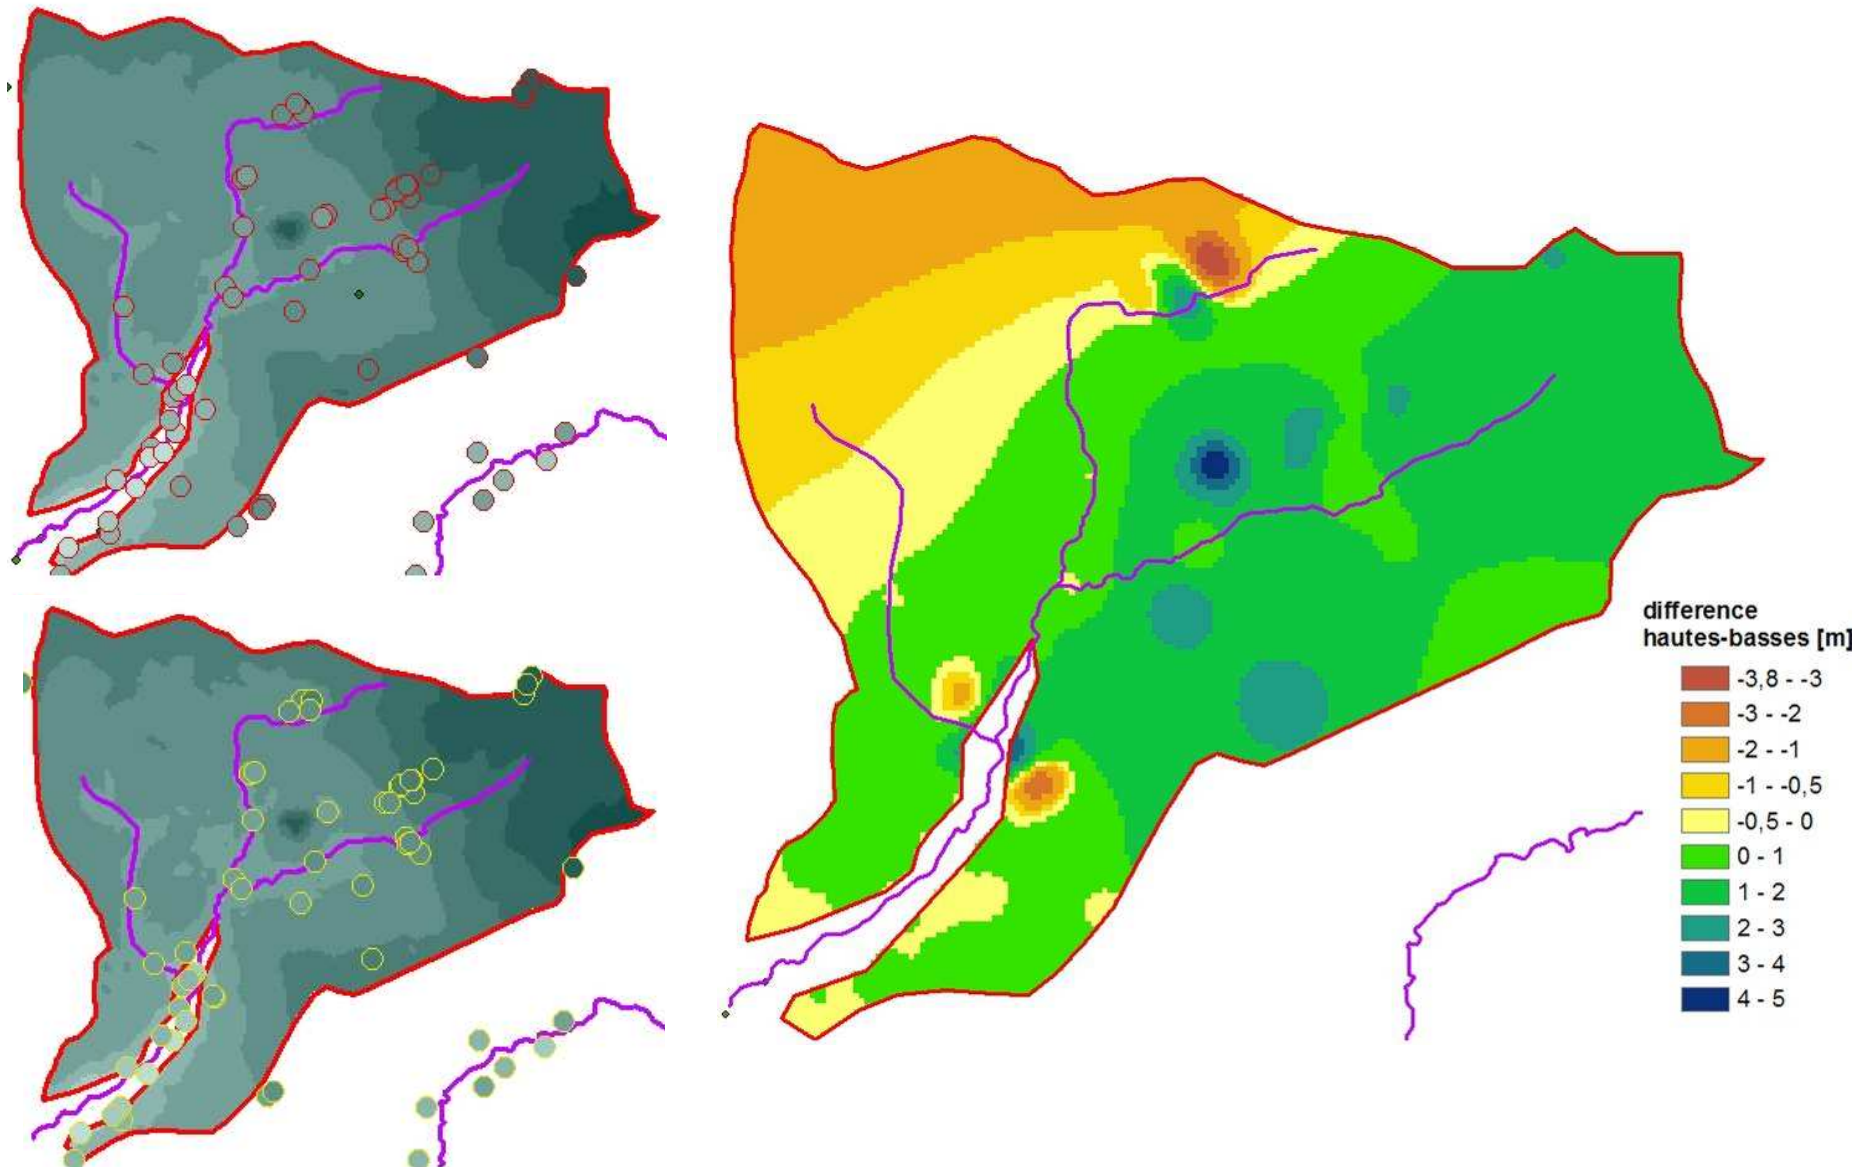 difference
hautes-basses [m]
-3,8 - -3
-3 - -2
-2 - -1
-1 - -0,5
-0,5 - 0
0 - 1
1 - 2
2 - 3
3 - 4
4 - 5